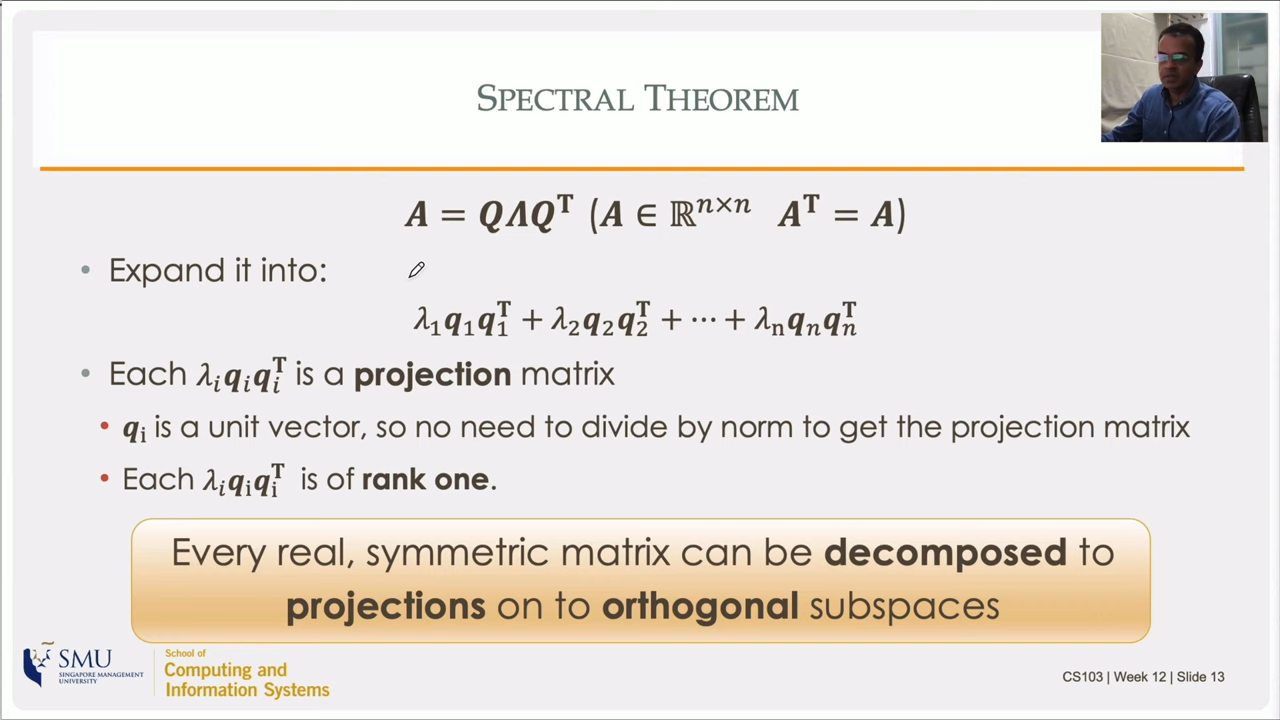 SPECTRAL THEOREM
A = QΛQᵀ (A ∈ ℝⁿˣⁿ Aᵀ = A)
• Expand it into:
λ₁q₁q₁ᵀ + λ₂q₂q₂ᵀ + ⋯ + λₙqₙqₙᵀ
• Each λᵢqᵢqᵢᵀ is a projection matrix
• qᵢ is a unit vector, so no need to divide by norm to get the projection matrix
• Each λᵢqᵢqᵢᵀ is of rank one.
Every real, symmetric matrix can be decomposed to
projections on to orthogonal subspaces
SMU
SINGAPORE MANAGEMENT
UNIVERSITY
School of
Computing and
Information Systems
CS103 | Week 12 | Slide 13